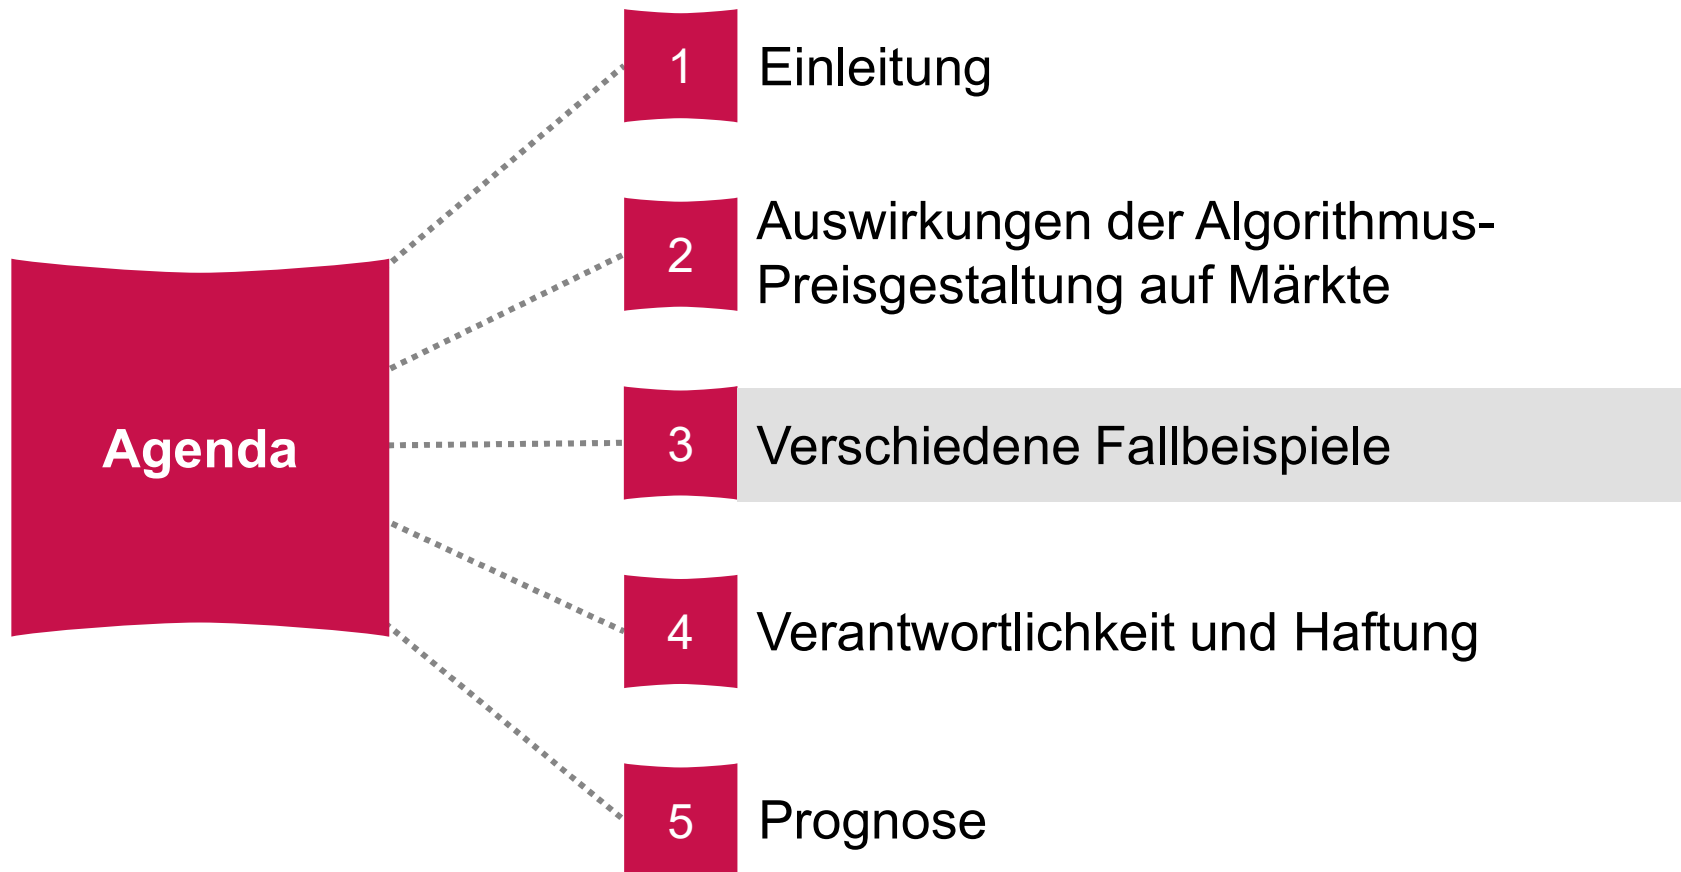 Agenda
1 Einleitung
2 Auswirkungen der Algorithmus-
Preisgestaltung auf Märkte
3 Verschiedene Fallbeispiele
4 Verantwortlichkeit und Haftung
5 Prognose